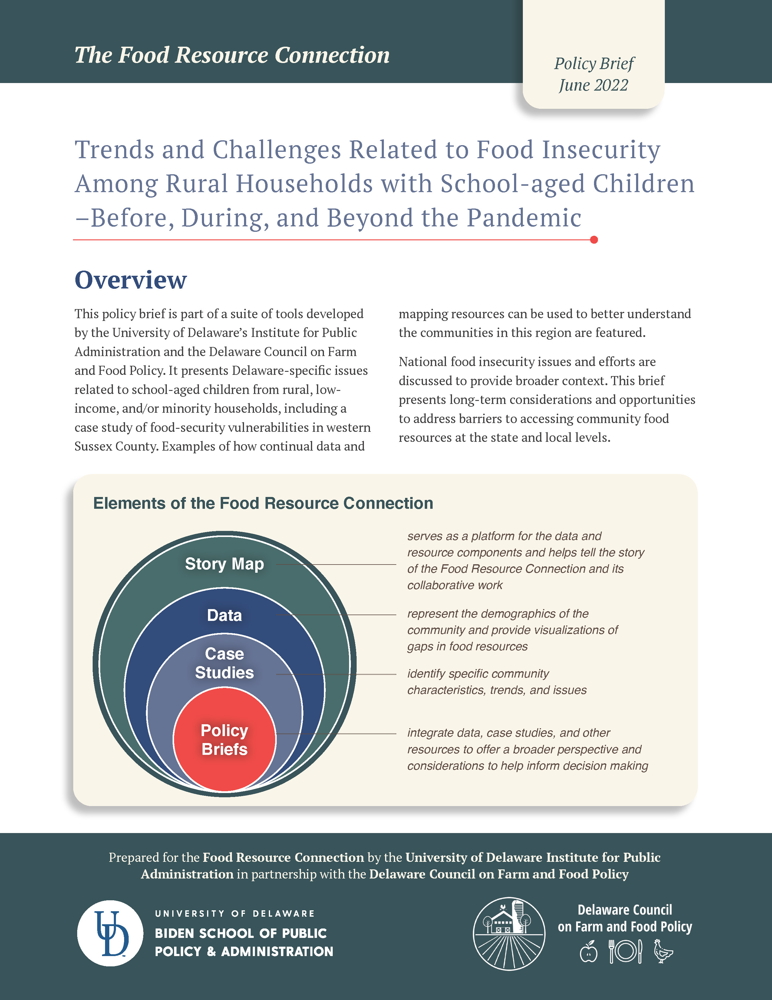 The Food Resource Connection
Policy Brief
June 2022
Trends and Challenges Related to Food Insecurity
Among Rural Households with School-aged Children
–Before, During, and Beyond the Pandemic
Overview
This policy brief is part of a suite of tools developed
by the University of Delaware’s Institute for Public
Administration and the Delaware Council on Farm
and Food Policy. It presents Delaware-specific issues
related to school-aged children from rural, low-
income, and/or minority households, including a
case study of food-security vulnerabilities in western
Sussex County. Examples of how continual data and
mapping resources can be used to better understand
the communities in this region are featured.
National food insecurity issues and efforts are
discussed to provide broader context. This brief
presents long-term considerations and opportunities
to address barriers to accessing community food
resources at the state and local levels.
Elements of the Food Resource Connection
Story Map
serves as a platform for the data and
resource components and helps tell the story
of the Food Resource Connection and its
collaborative work
Data
represent the demographics of the
community and provide visualizations of
gaps in food resources
Case
Studies
identify specific community
characteristics, trends, and issues
Policy
Briefs
integrate data, case studies, and other
resources to offer a broader perspective and
considerations to help inform decision making
Prepared for the Food Resource Connection by the University of Delaware Institute for Public
Administration in partnership with the Delaware Council on Farm and Food Policy
UD
UNIVERSITY OF DELAWARE
BIDEN SCHOOL OF PUBLIC
POLICY & ADMINISTRATION
Delaware Council
on Farm and Food Policy